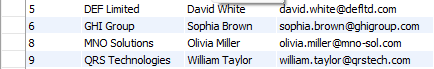 5 DEF Limited David White david.white@defltd.com
6 GHI Group Sophia Brown sophia.brown@ghigroup.com
8 MNO Solutions Olivia Miller olivia.miller@mno-sol.com
9 QRS Technologies William Taylor william.taylor@qrstech.com